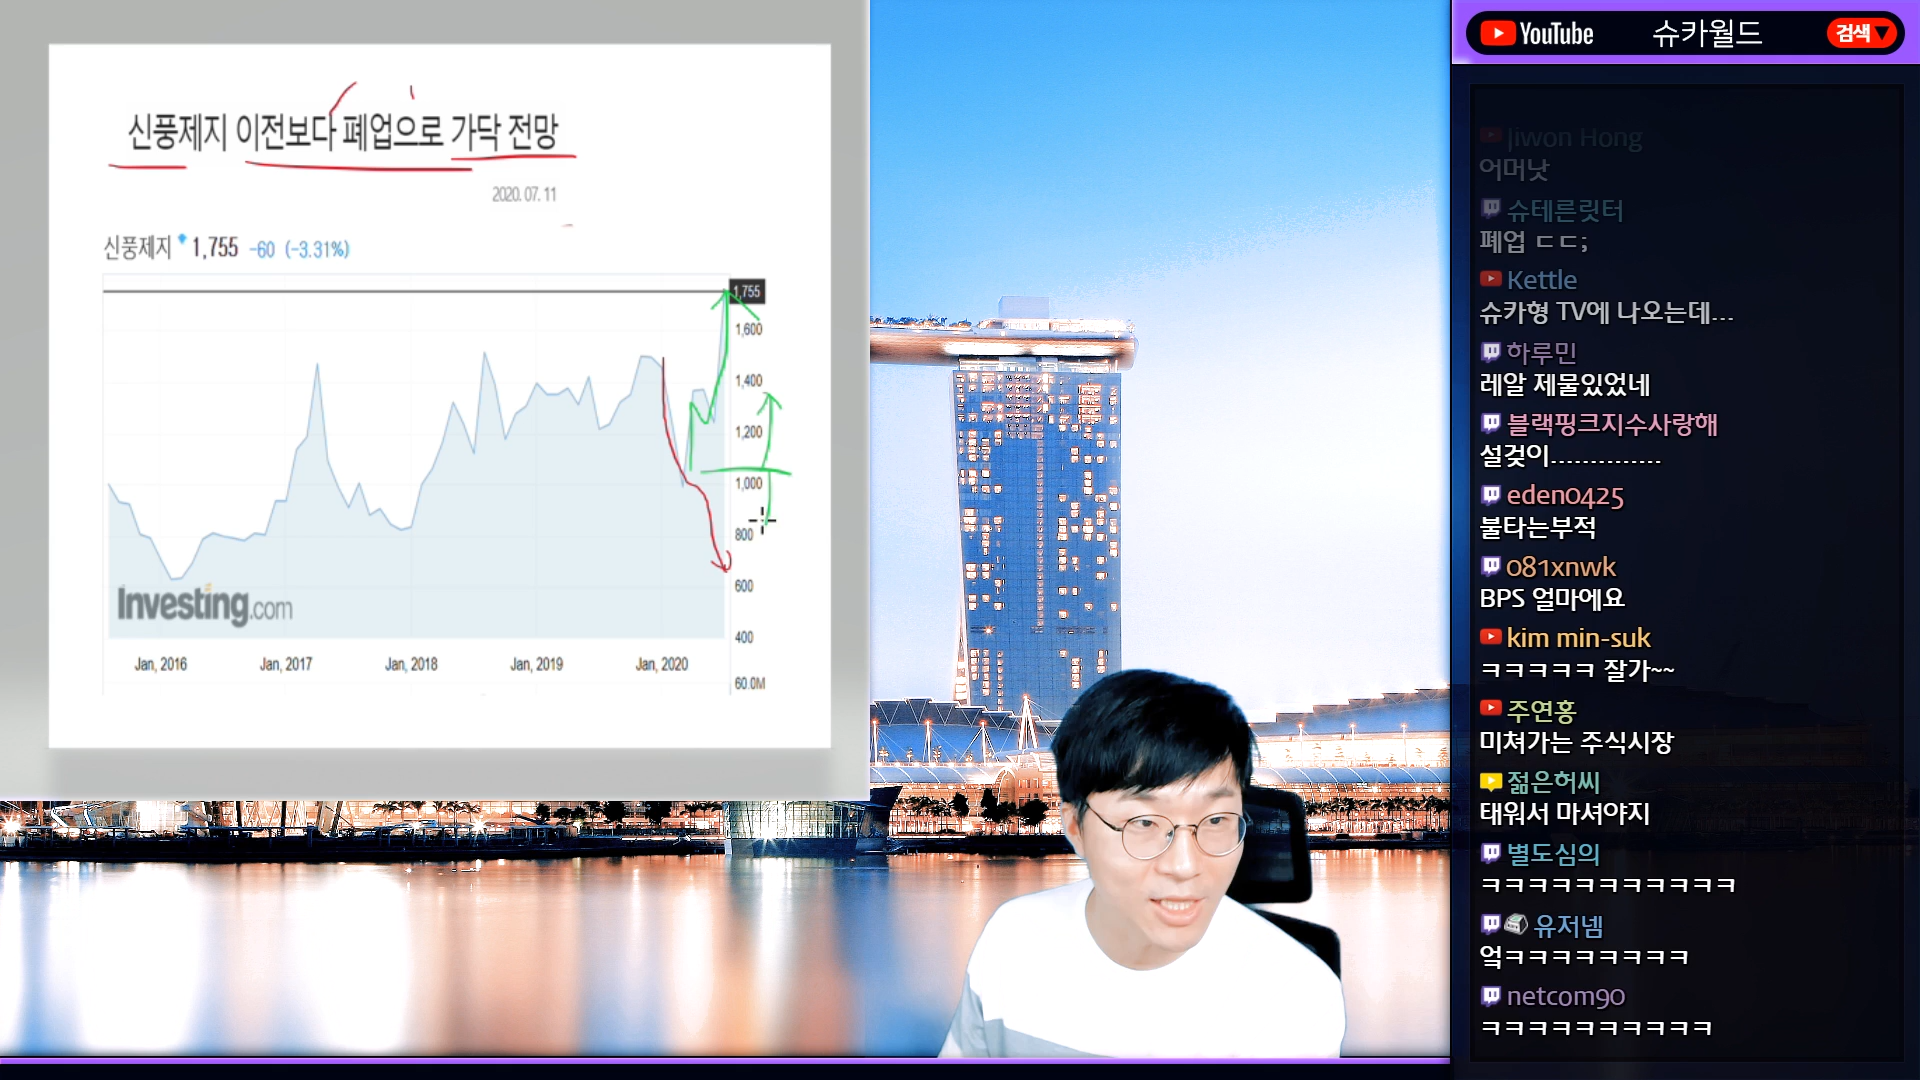 신풍제지 이전보다 폐업으로 가닥 전망
2020. 07. 11
신풍제지 1,755 -60 (-3.31%)
1,755
1,600
1,400
1,200
1,000
800
600
400
60.0M
Investing.com
Jan, 2016 Jan, 2017 Jan, 2018 Jan, 2019 Jan, 2020
YouTube 슈카월드 검색▼
Jiwon Hong
어머낫
슈테른릿터
폐업 ㄷㄷ;
Kettle
슈카형 TV에 나오는데...
하루민
레알 제물있었네
블랙핑크지수사랑해
설겆이..............
eden0425
불타는부적
081xnwk
BPS 얼마에요
kim min-suk
ㅋㅋㅋㅋㅋ 잘가~~
주연홍
미쳐가는 주식시장
젊은허씨
태워서 마셔야지
별도심의
ㅋㅋㅋㅋㅋㅋㅋㅋㅋㅋㅋ
유저넴
엌ㅋㅋㅋㅋㅋㅋㅋㅋ
netcom90
ㅋㅋㅋㅋㅋㅋㅋㅋㅋㅋ